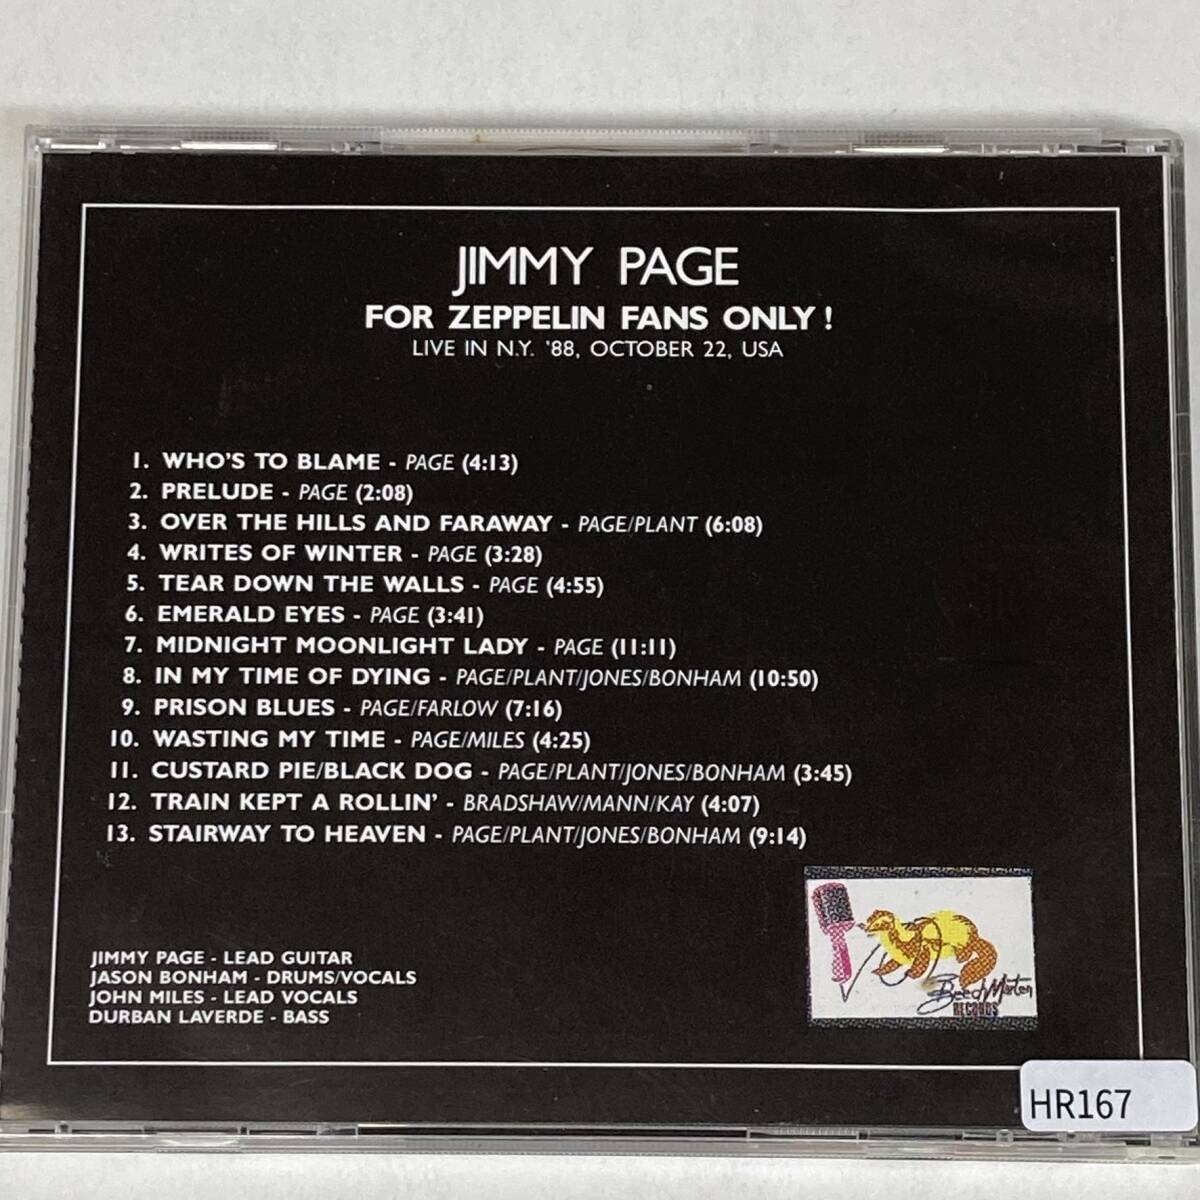 JIMMY PAGE
FOR ZEPPELIN FANS ONLY!
LIVE IN N.Y. '88, OCTOBER 22, USA
1. WHO'S TO BLAME - PAGE (4:13)
2. PRELUDE - PAGE (2:08)
3. OVER THE HILLS AND FARAWAY - PAGE/PLANT (6:08)
4. WRITES OF WINTER - PAGE (3:28)
5. TEAR DOWN THE WALLS - PAGE (4:55)
6. EMERALD EYES - PAGE (3:41)
7. MIDNIGHT MOONLIGHT LADY - PAGE (11:11)
8. IN MY TIME OF DYING - PAGE/PLANT/JONES/BONHAM (10:50)
9. PRISON BLUES - PAGE/FARLOW (7:16)
10. WASTING MY TIME - PAGE/MILES (4:25)
11. CUSTARD PIE/BLACK DOG - PAGE/PLANT/JONES/BONHAM (3:45)
12. TRAIN KEPT A ROLLIN' - BRADSHAW/MANN/KAY (4:07)
13. STAIRWAY TO HEAVEN - PAGE/PLANT/JONES/BONHAM (9:14)
JIMMY PAGE - LEAD GUITAR
JASON BONHAM - DRUMS/VOCALS
JOHN MILES - LEAD VOCALS
DURBAN LAVERDE - BASS
Beech Marten
RECORDS
HR167